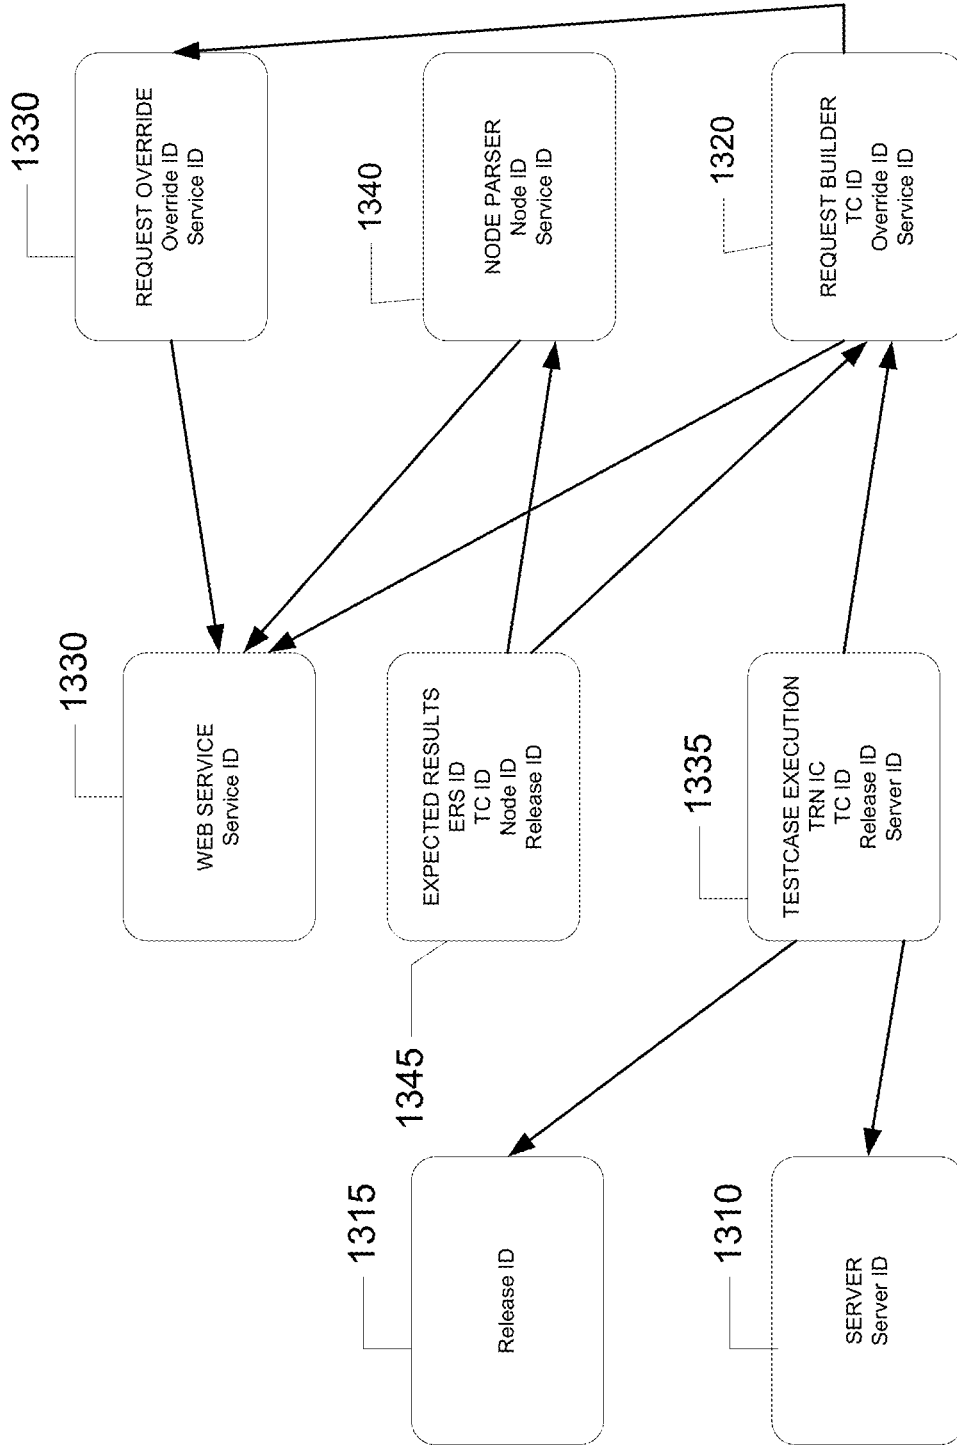 1315
Release ID
1310
SERVER
Server ID
1330
WEB SERVICE
Service ID
1345
EXPECTED RESULTS
ERS ID
TC ID
Node ID
Release ID
1335
TESTCASE EXECUTION
TRN IC
TC ID
Release ID
Server ID
1330
REQUEST OVERRIDE
Override ID
Service ID
1340
NODE PARSER
Node ID
Service ID
1320
REQUEST BUILDER
TC ID
Override ID
Service ID